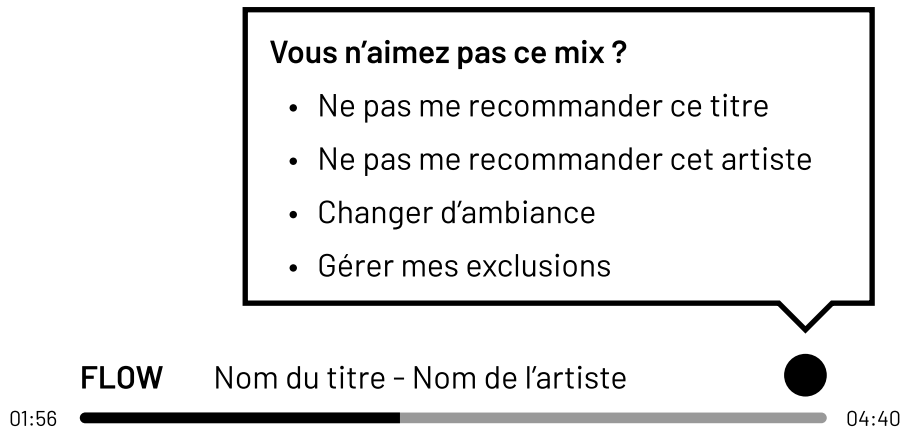 Vous n’aimez pas ce mix ?
• Ne pas me recommander ce titre
• Ne pas me recommander cet artiste
• Changer d’ambiance
• Gérer mes exclusions
FLOW Nom du titre - Nom de l’artiste
01:56 04:40